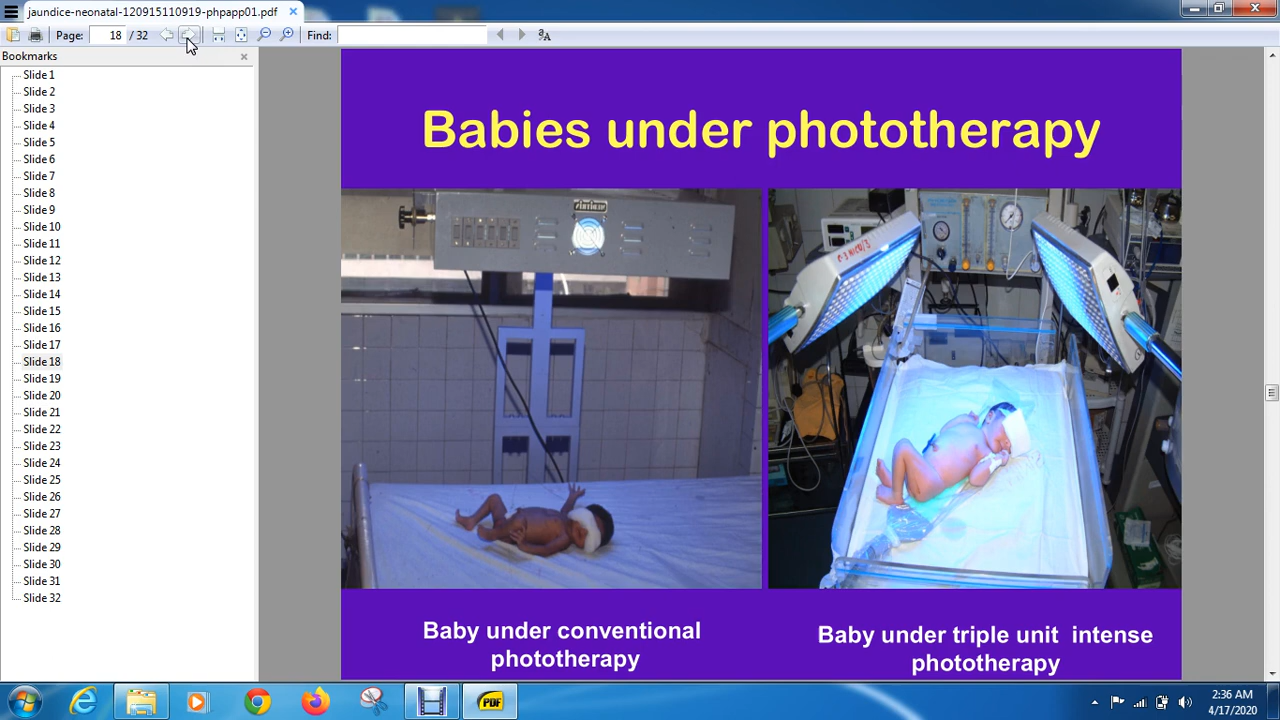 jaundice-neonatal-120915110919-phpapp01.pdf
Page: 18 / 32 Find:
Bookmarks
Slide 1
Slide 2
Slide 3
Slide 4
Slide 5
Slide 6
Slide 7
Slide 8
Slide 9
Slide 10
Slide 11
Slide 12
Slide 13
Slide 14
Slide 15
Slide 16
Slide 17
Slide 18
Slide 19
Slide 20
Slide 21
Slide 22
Slide 23
Slide 24
Slide 25
Slide 26
Slide 27
Slide 28
Slide 29
Slide 30
Slide 31
Slide 32
Babies under phototherapy
Baby under conventional
phototherapy
Baby under triple unit intense
phototherapy
PDF
2:36 AM
4/17/2020